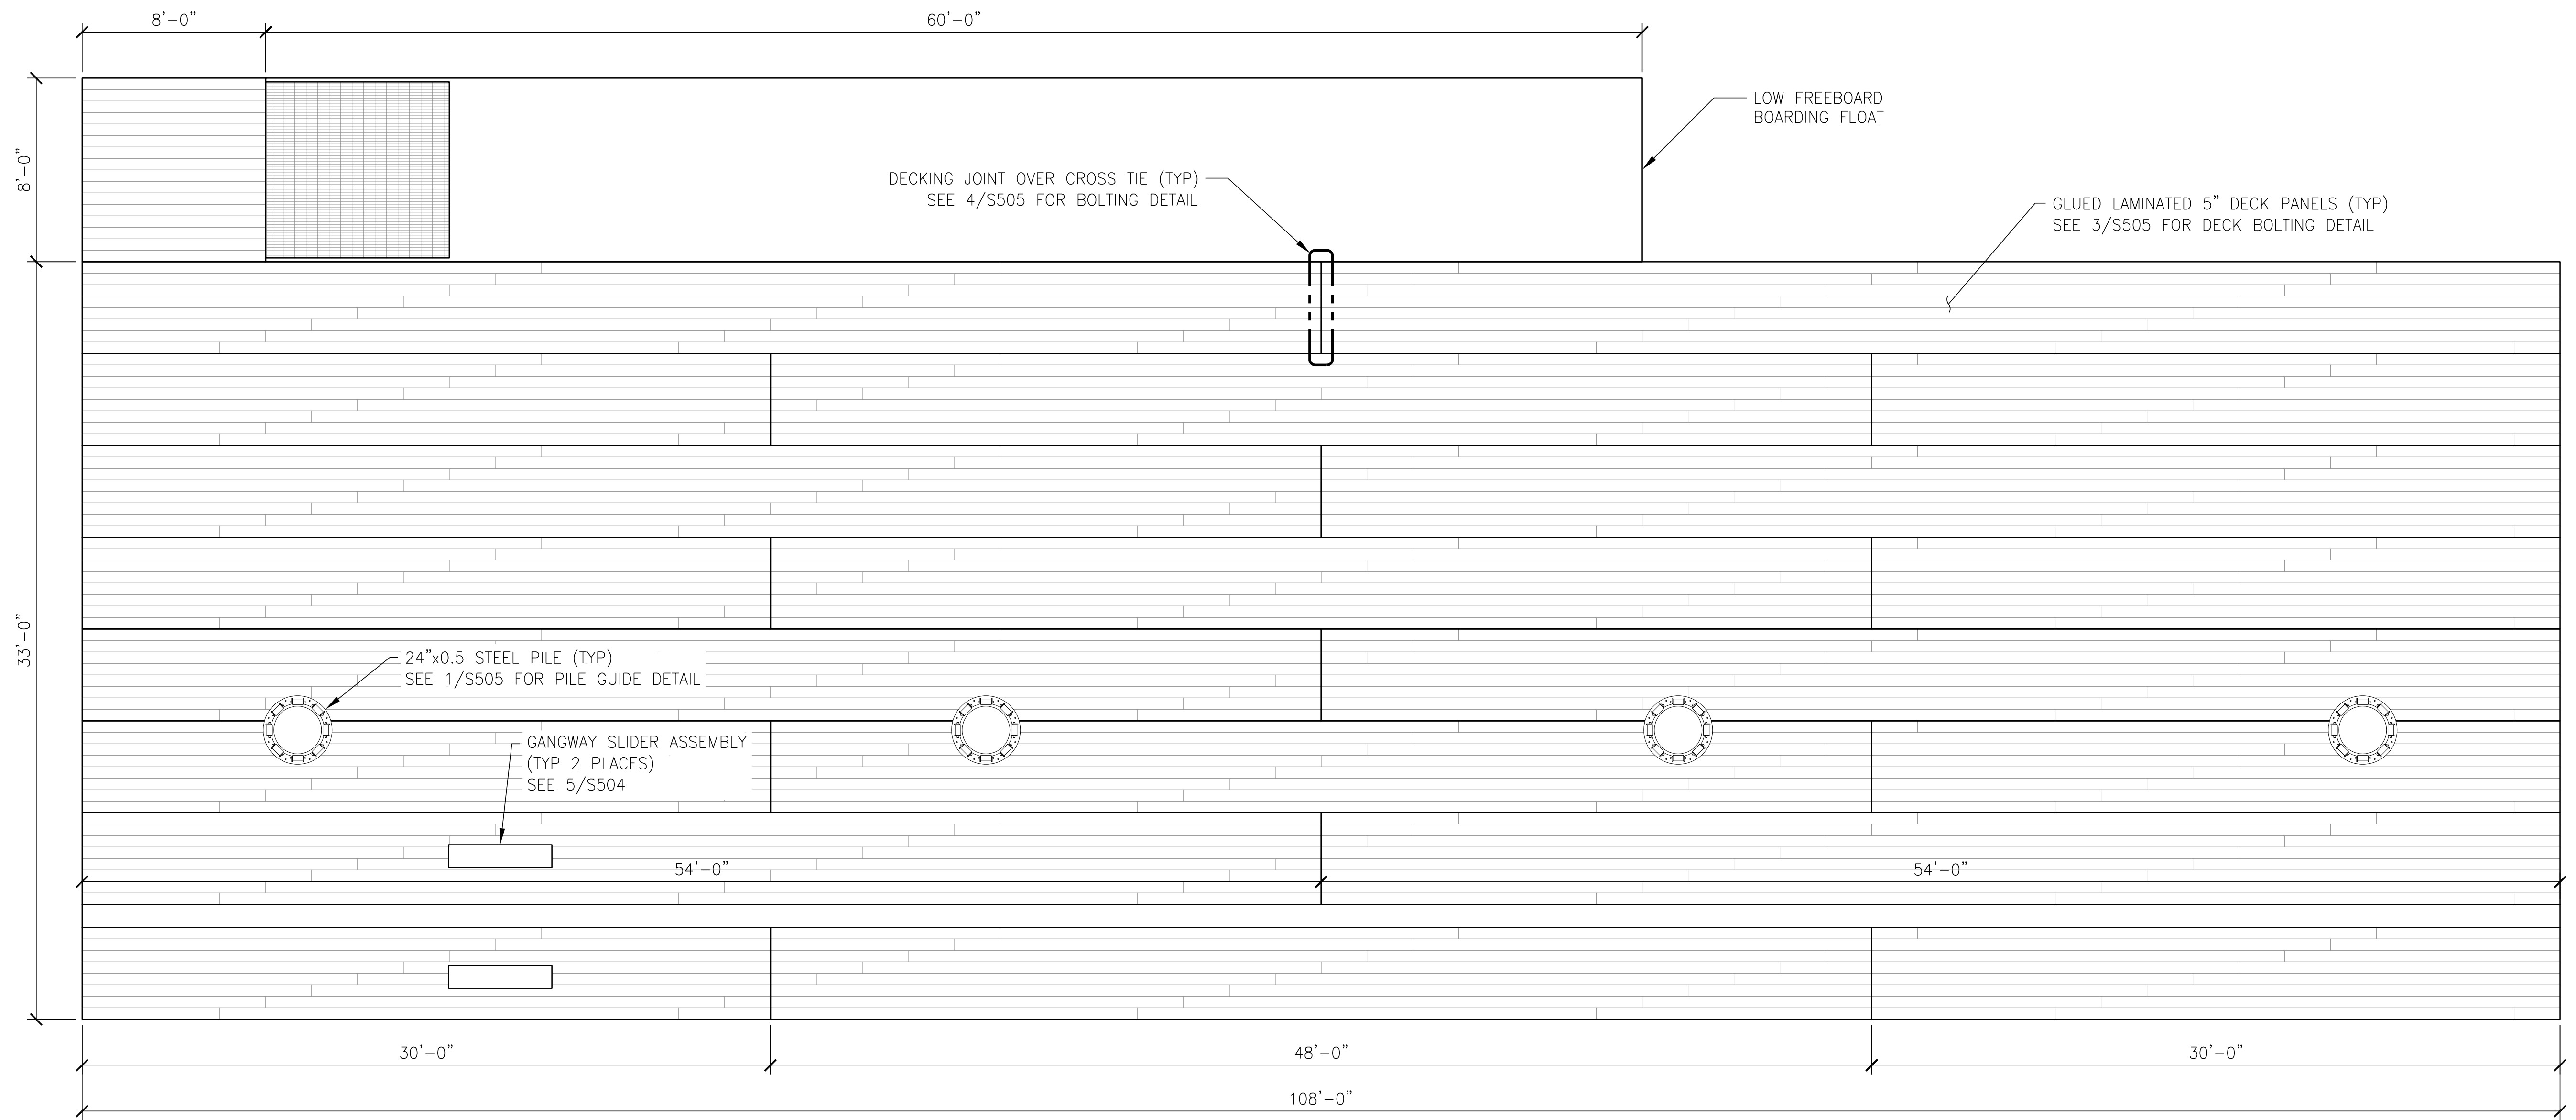 8'-0"
60'-0"
8'-0"
LOW FREEBOARD
BOARDING FLOAT
DECKING JOINT OVER CROSS TIE (TYP)
SEE 4/S505 FOR BOLTING DETAIL
GLUED LAMINATED 5" DECK PANELS (TYP)
SEE 3/S505 FOR DECK BOLTING DETAIL
33'-0"
24"x0.5 STEEL PILE (TYP)
SEE 1/S505 FOR PILE GUIDE DETAIL
GANGWAY SLIDER ASSEMBLY
(TYP 2 PLACES)
SEE 5/S504
54'-0"
54'-0"
30'-0"
48'-0"
30'-0"
108'-0"